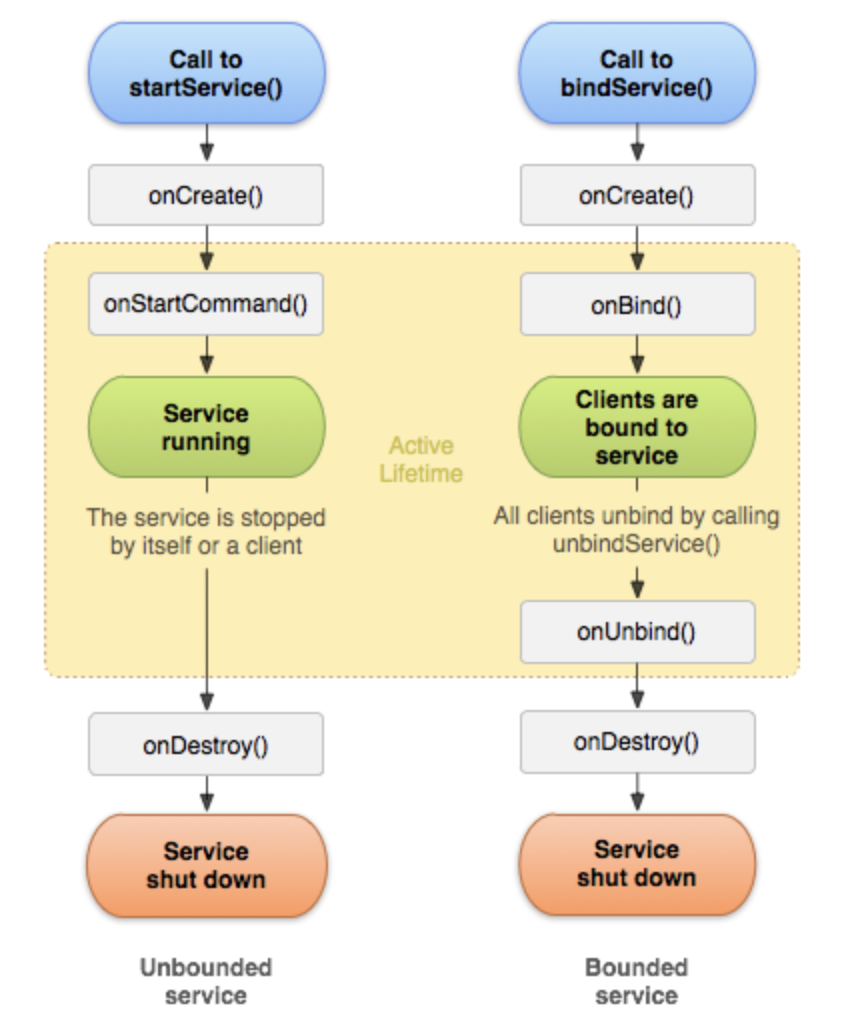 Call to
startService()
onCreate()
onStartCommand()
Service
running
The service is stopped
by itself or a client
onDestroy()
Service
shut down
Unbounded
service
Active
Lifetime
Call to
bindService()
onCreate()
onBind()
Clients are
bound to
service
All clients unbind by calling
unbindService()
onUnbind()
onDestroy()
Service
shut down
Bounded
service